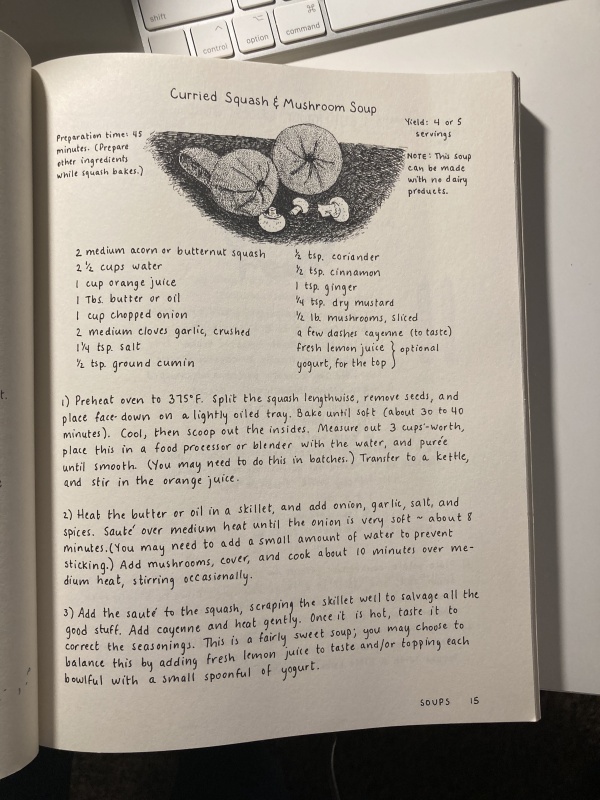 shift
control
option
command
Curried Squash & Mushroom Soup
Preparation time: 45
minutes. (Prepare
other ingredients
while squash bakes.)
Yield: 4 or 5
servings
NOTE: This soup
can be made
with no dairy
products.
2 medium acorn or butternut squash
2 ½ cups water
1 cup orange juice
1 Tbs. butter or oil
1 cup chopped onion
2 medium cloves garlic, crushed
1¼ tsp. salt
½ tsp. ground cumin
½ tsp. coriander
½ tsp. cinnamon
1 tsp. ginger
¼ tsp. dry mustard
½ lb. mushrooms, sliced
a few dashes cayenne (to taste)
fresh lemon juice } optional
yogurt, for the top
1) Preheat oven to 375°F. Split the squash lengthwise, remove seeds, and
place face-down on a lightly oiled tray. Bake until soft (about 30 to 40
minutes). Cool, then scoop out the insides. Measure out 3 cups'-worth,
place this in a food processor or blender with the water, and purée
until smooth. (You may need to do this in batches.) Transfer to a kettle,
and stir in the orange juice.
2) Heat the butter or oil in a skillet, and add onion, garlic, salt, and
spices. Sauté over medium heat until the onion is very soft ~ about 8
minutes. (You may need to add a small amount of water to prevent
sticking.) Add mushrooms, cover, and cook about 10 minutes over me-
dium heat, stirring occasionally.
3) Add the sauté to the squash, scraping the skillet well to salvage all the
good stuff. Add cayenne and heat gently. Once it is hot, taste it to
correct the seasonings. This is a fairly sweet soup; you may choose to
balance this by adding fresh lemon juice to taste and/or topping each
bowlful with a small spoonful of yogurt.
SOUPS 15